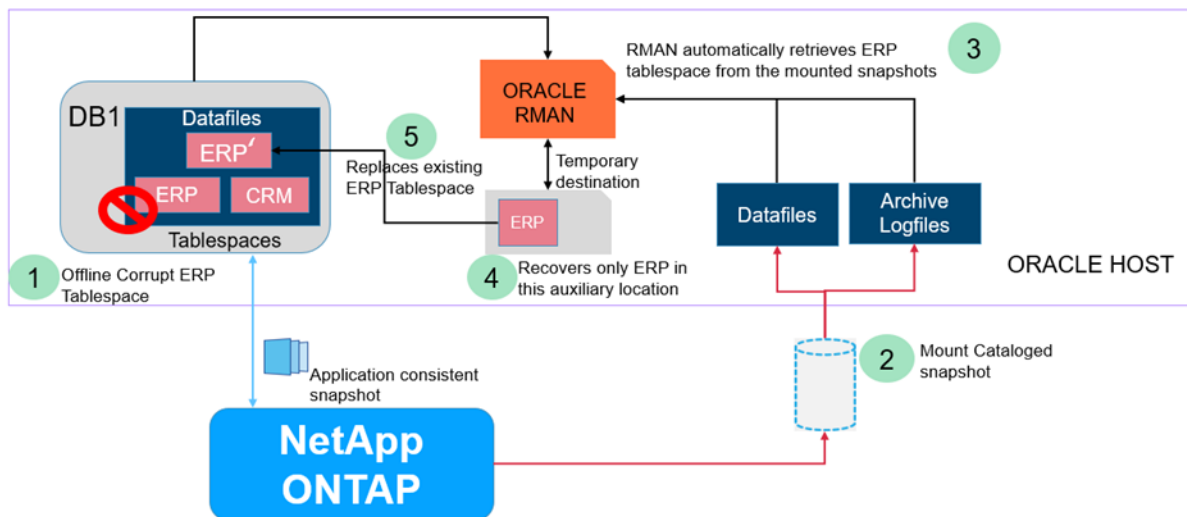 3
RMAN automatically retrieves ERP
tablespace from the mounted snapshots
ORACLE
RMAN
DB1
Datafiles
ERP′
ERP
CRM
Tablespaces
5
Replaces existing
ERP Tablespace
Temporary
destination
ERP
Datafiles
Archive
Logfiles
1
Offline Corrupt ERP
Tablespace
4
Recovers only ERP in
this auxiliary location
ORACLE HOST
Application consistent
snapshot
2
Mount Cataloged
snapshot
NetApp
ONTAP